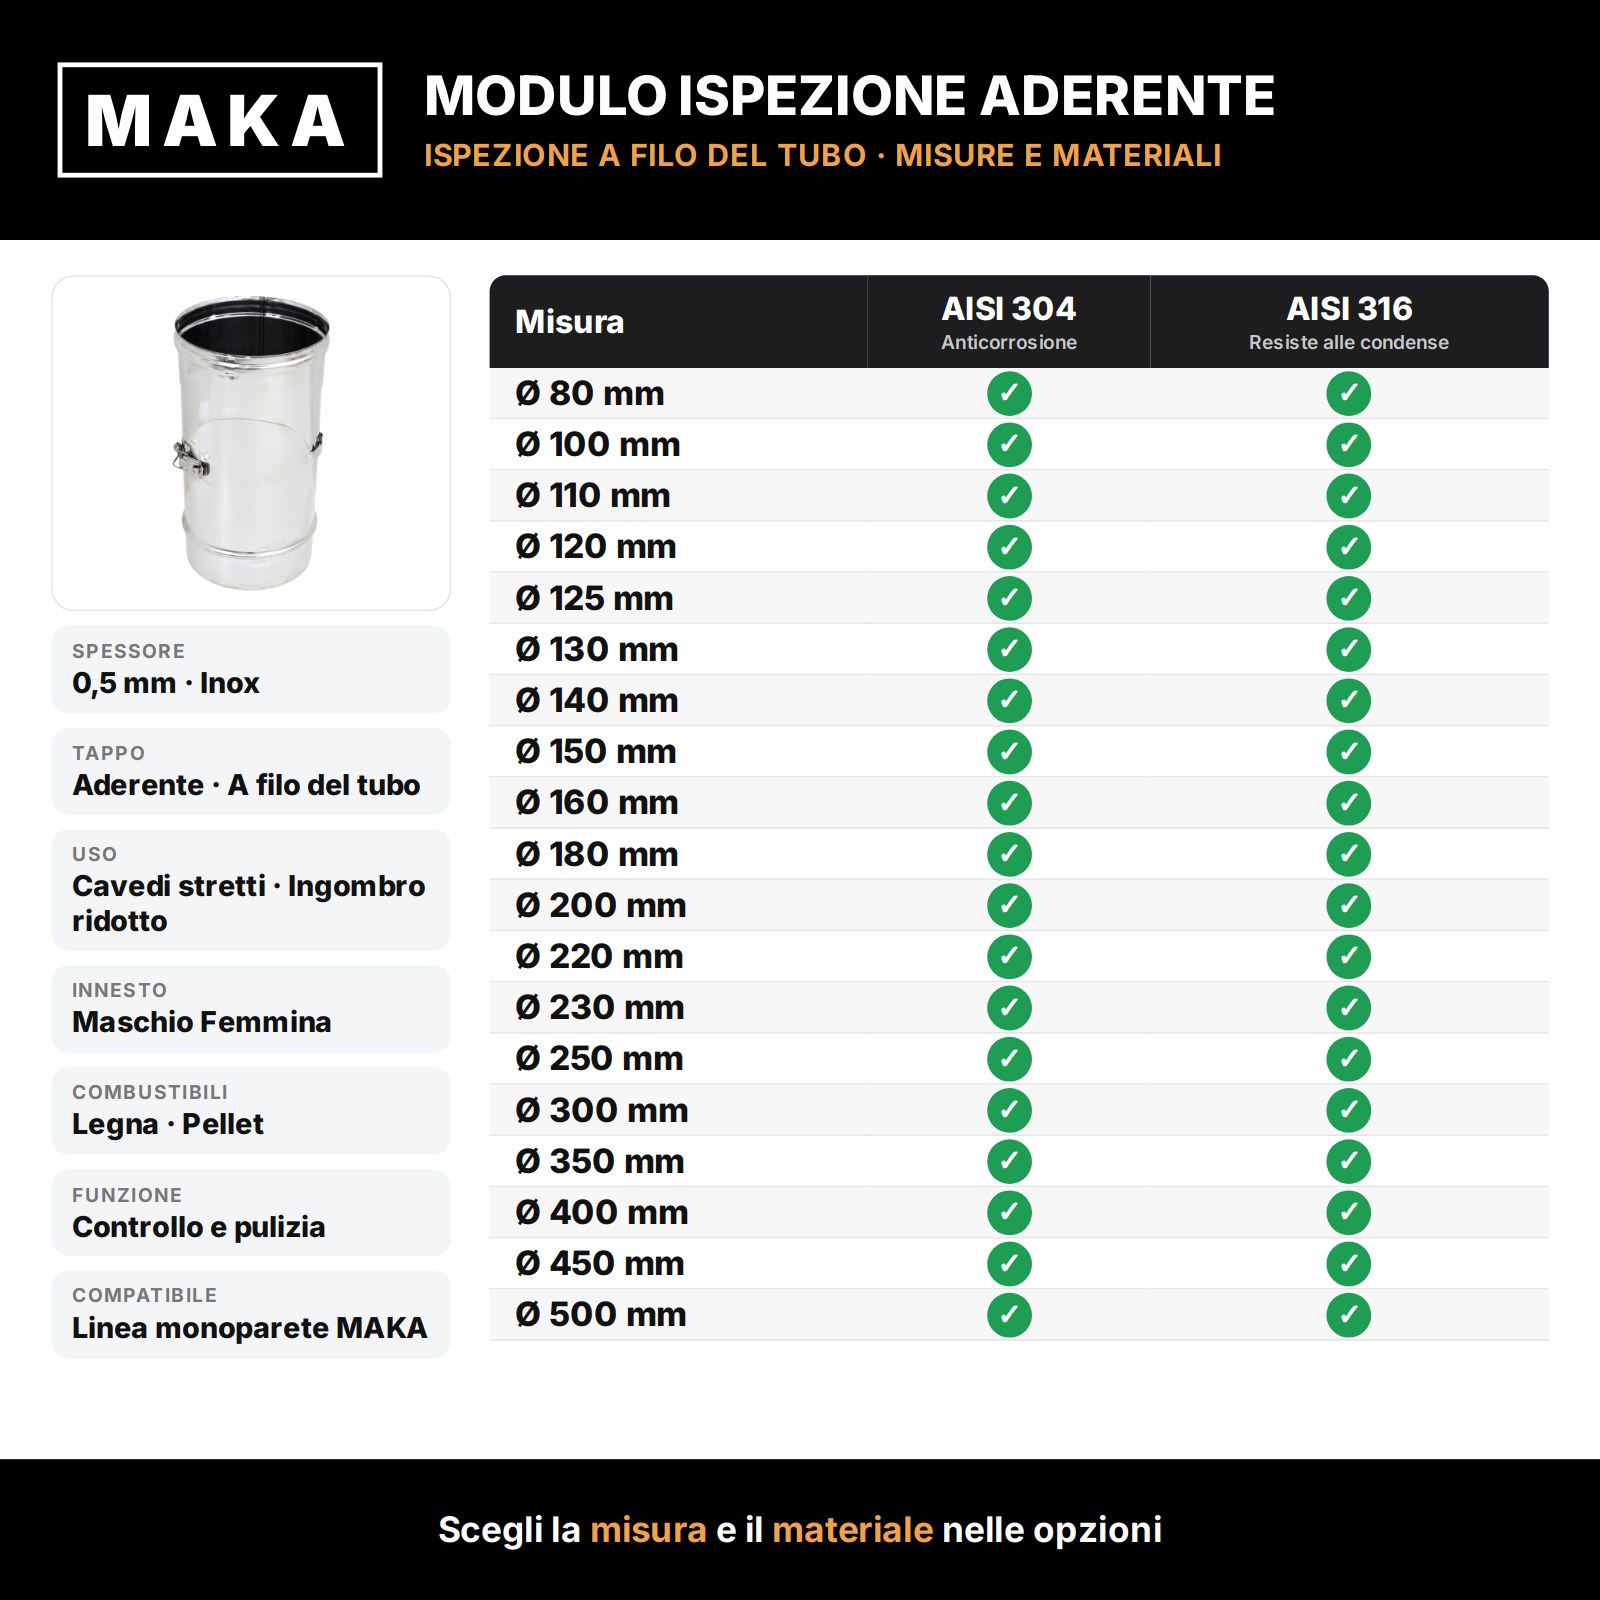 MAKA
MODULO ISPEZIONE ADERENTE
ISPEZIONE A FILO DEL TUBO · MISURE E MATERIALI
SPESSORE
0,5 mm · Inox
TAPPO
Aderente · A filo del tubo
USO
Cavedi stretti · Ingombro
ridotto
INNESTO
Maschio Femmina
COMBUSTIBILI
Legna · Pellet
FUNZIONE
Controllo e pulizia
COMPATIBILE
Linea monoparete MAKA
Misura AISI 304 AISI 316
Anticorrosione Resiste alle condense
Ø 80 mm ✓ ✓
Ø 100 mm ✓ ✓
Ø 110 mm ✓ ✓
Ø 120 mm ✓ ✓
Ø 125 mm ✓ ✓
Ø 130 mm ✓ ✓
Ø 140 mm ✓ ✓
Ø 150 mm ✓ ✓
Ø 160 mm ✓ ✓
Ø 180 mm ✓ ✓
Ø 200 mm ✓ ✓
Ø 220 mm ✓ ✓
Ø 230 mm ✓ ✓
Ø 250 mm ✓ ✓
Ø 300 mm ✓ ✓
Ø 350 mm ✓ ✓
Ø 400 mm ✓ ✓
Ø 450 mm ✓ ✓
Ø 500 mm ✓ ✓
Scegli la misura e il materiale nelle opzioni